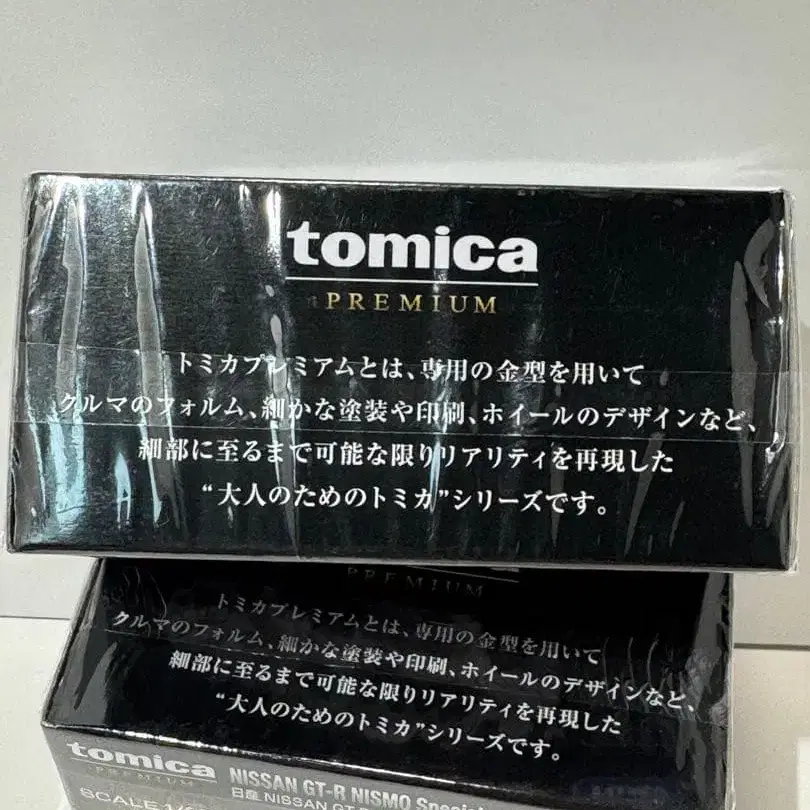 tomica
PREMIUM
トミカプレミアムとは、専用の金型を用いて
クルマのフォルム、細かな塗装や印刷、ホイールのデザインなど、
細部に至るまで可能な限りリアリティを再現した
“大人のためのトミカ”シリーズです。
PREMIUM
トミカプレミアムとは、専用の金型を用いて
クルマのフォルム、細かな塗装や印刷、ホイールのデザインなど、
細部に至るまで可能な限りリアリティを再現した
“大人のためのトミカ”シリーズです。
tomica
PREMIUM
NISSAN GT-R NISMO
日産 NISSAN
SCALE